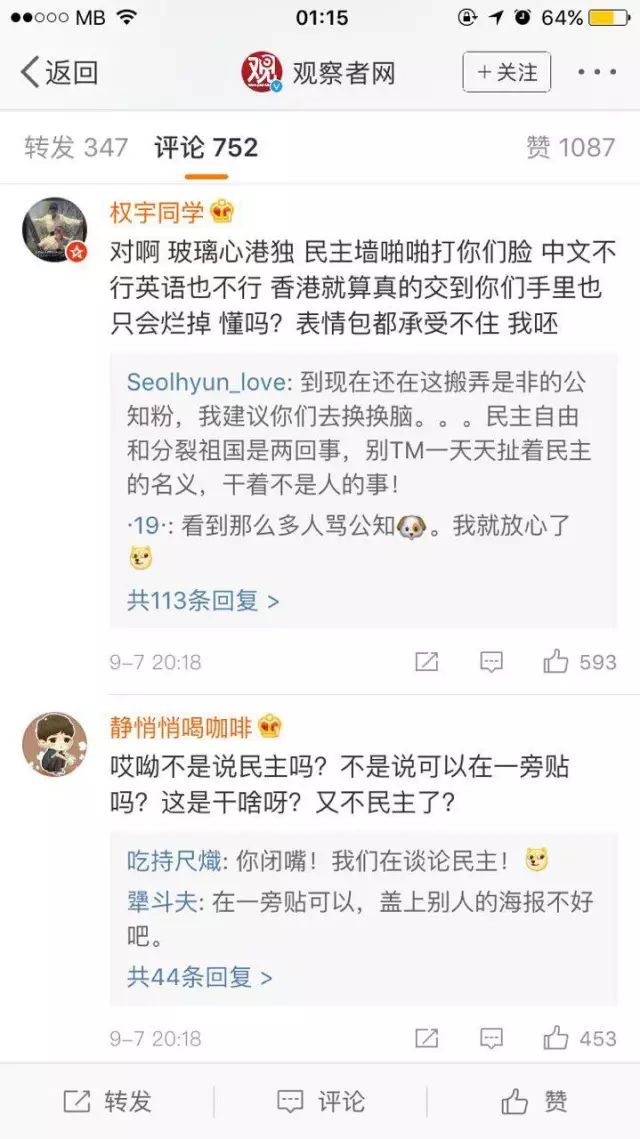 MB 01:15 64%
返回 观 观察者网 +关注
转发 347 评论 752 赞 1087
权宇同学
对啊 玻璃心港独 民主墙啪啪打你们脸 中文不
行英语也不行 香港就算真的交到你们手里也
只会烂掉 懂吗？表情包都承受不住 我呸
Seolhyun_love: 到现在还在这搬弄是非的公
知粉，我建议你们去换换脑。。。民主自由
和分裂祖国是两回事，别TM一天天扯着民主
的名义，干着不是人的事！
·19·: 看到那么多人骂公知。我就放心了
共113条回复 >
9-7 20:18 593
静悄悄喝咖啡
哎呦不是说民主吗？不是说可以在一旁贴
吗？这是干啥呀？又不民主了？
吃持尺熾: 你闭嘴！我们在谈论民主！
犟斗夫: 在一旁贴可以，盖上别人的海报不好
吧。
共44条回复 >
9-7 20:18 453
转发 评论 赞